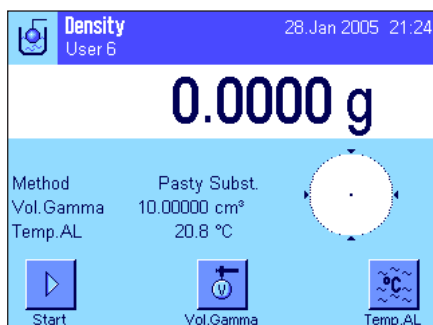 Density 28.Jan 2005 21:24
User 6
0.0000 g
Method Pasty Subst.
Vol.Gamma 10.00000 cm³
Temp.AL 20.8 °C
V °C
Start Vol.Gamma Temp.AL